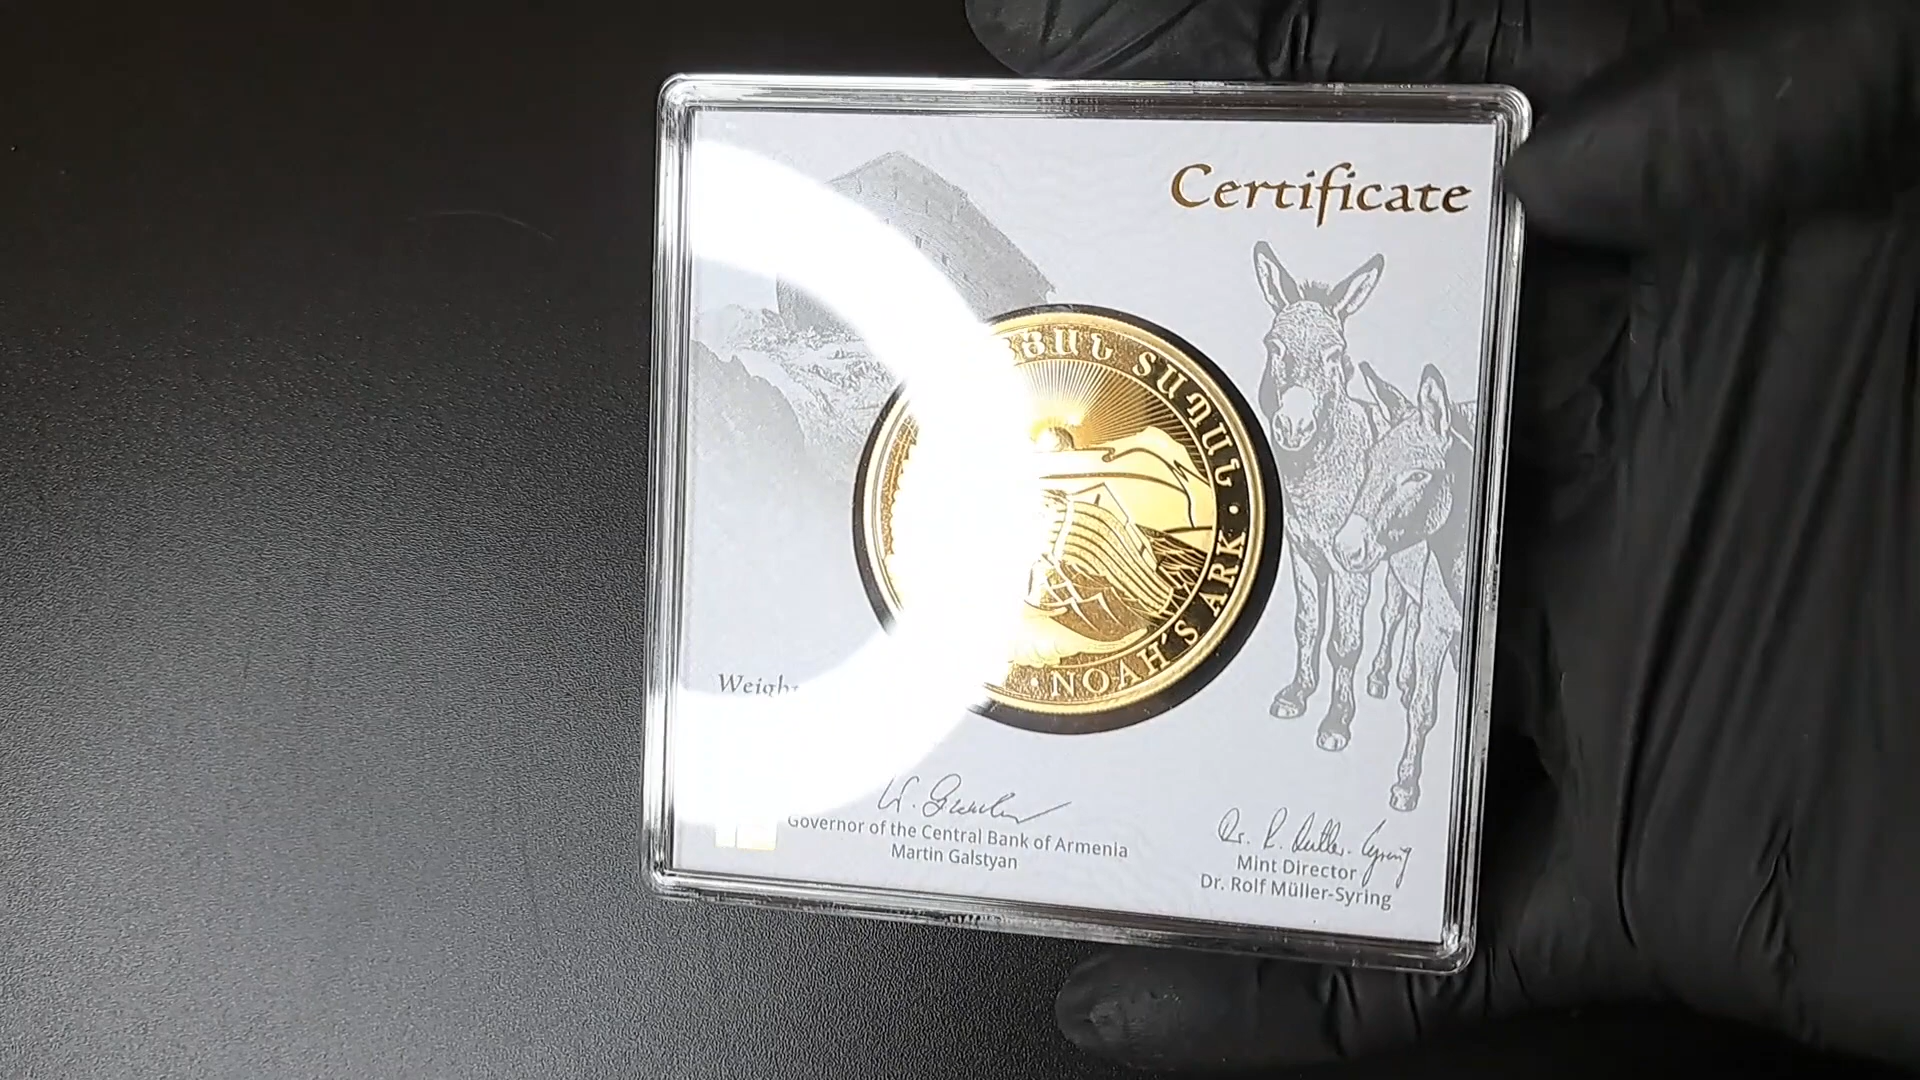 Certificate
ՏԱՊԱՆ
NOAH´S ARK
Governor of the Central Bank of Armenia
Martin Galstyan
Mint Director
Dr. Rolf Müller-Syring